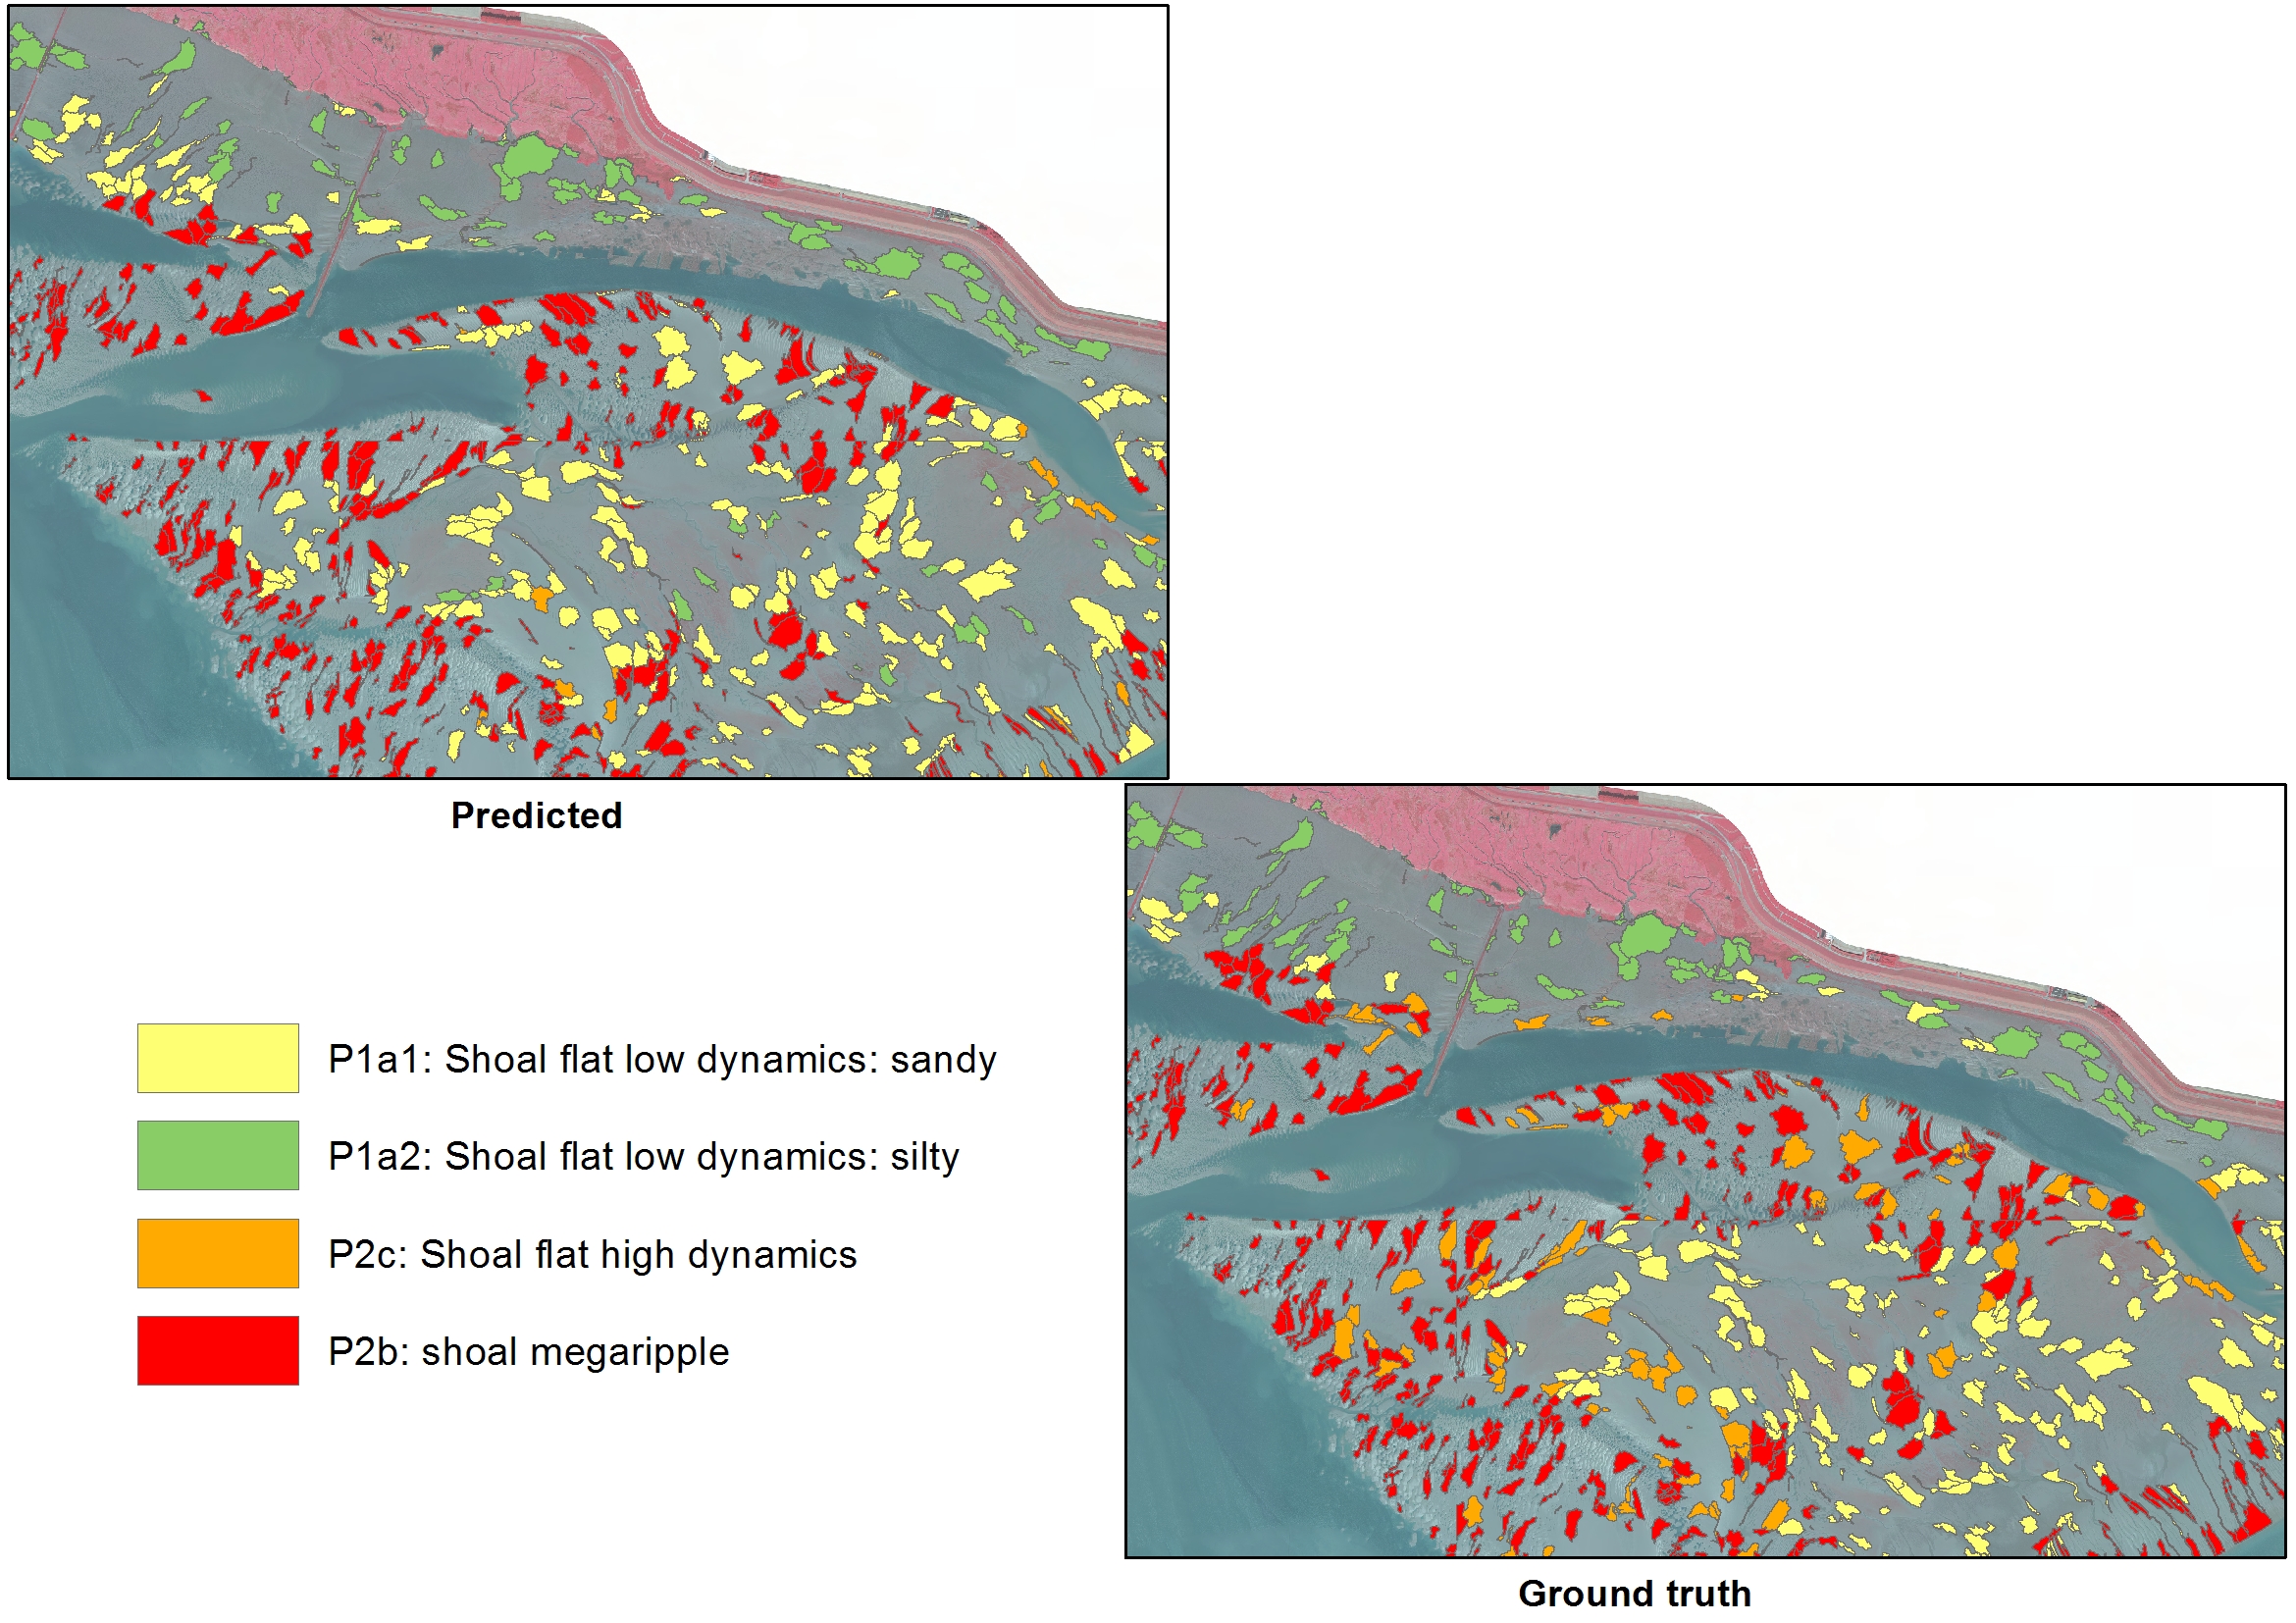 Predicted
P1a1: Shoal flat low dynamics: sandy
P1a2: Shoal flat low dynamics: silty
P2c: Shoal flat high dynamics
P2b: shoal megaripple
Ground truth